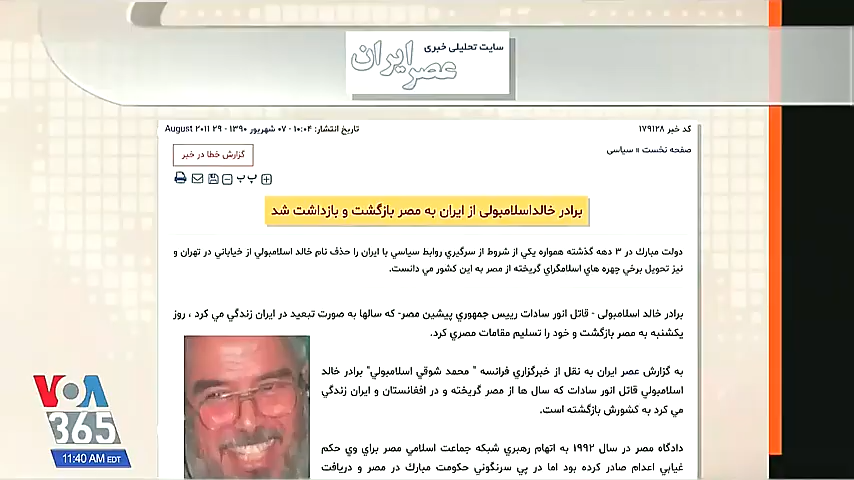 سایت تحلیلی خبری
عصر ایران
کد خبر ۱۷۹۱۲۸
تاریخ انتشار: ۱۰:۰۴ - ۰۷ شهریور ۱۳۹۰ - ۲۹ August ۲۰۱۱
صفحه نخست » سیاسی
گزارش خطا در خبر
برادر خالداسلامبولی از ایران به مصر بازگشت و بازداشت شد
دولت مبارك در ۳ دهه گذشته همواره يكي از شروط از سرگيري روابط سياسي با ايران را حذف نام خالد اسلامبولي از خياباني در تهران و
نيز تحويل برخي چهره هاي اسلامگراي گريخته از مصر به اين كشور مي دانست.
برادر خالد اسلامبولی - قاتل انور سادات رييس جمهوري پيشين مصر- كه سالها به صورت تبعيد در ايران زندگي مي كرد ، روز
يكشنبه به مصر بازگشت و خود را تسليم مقامات مصري كرد.
به گزارش عصر ايران به نقل از خبرگزاري فرانسه " محمد شوقي اسلامبولي" برادر خالد
اسلامبولي قاتل انور سادات كه سال ها از مصر گريخته و در افغانستان و ايران زندگي
مي كرد به كشورش بازگشته است.
دادگاه مصر در سال ۱۹۹۲ به اتهام رهبري شبكه جماعت اسلامي مصر براي وي حكم
غيابي اعدام صادر كرده بود اما در پي سرنگوني حكومت مبارك در مصر و دريافت
VOA
365
11:40 AM EDT